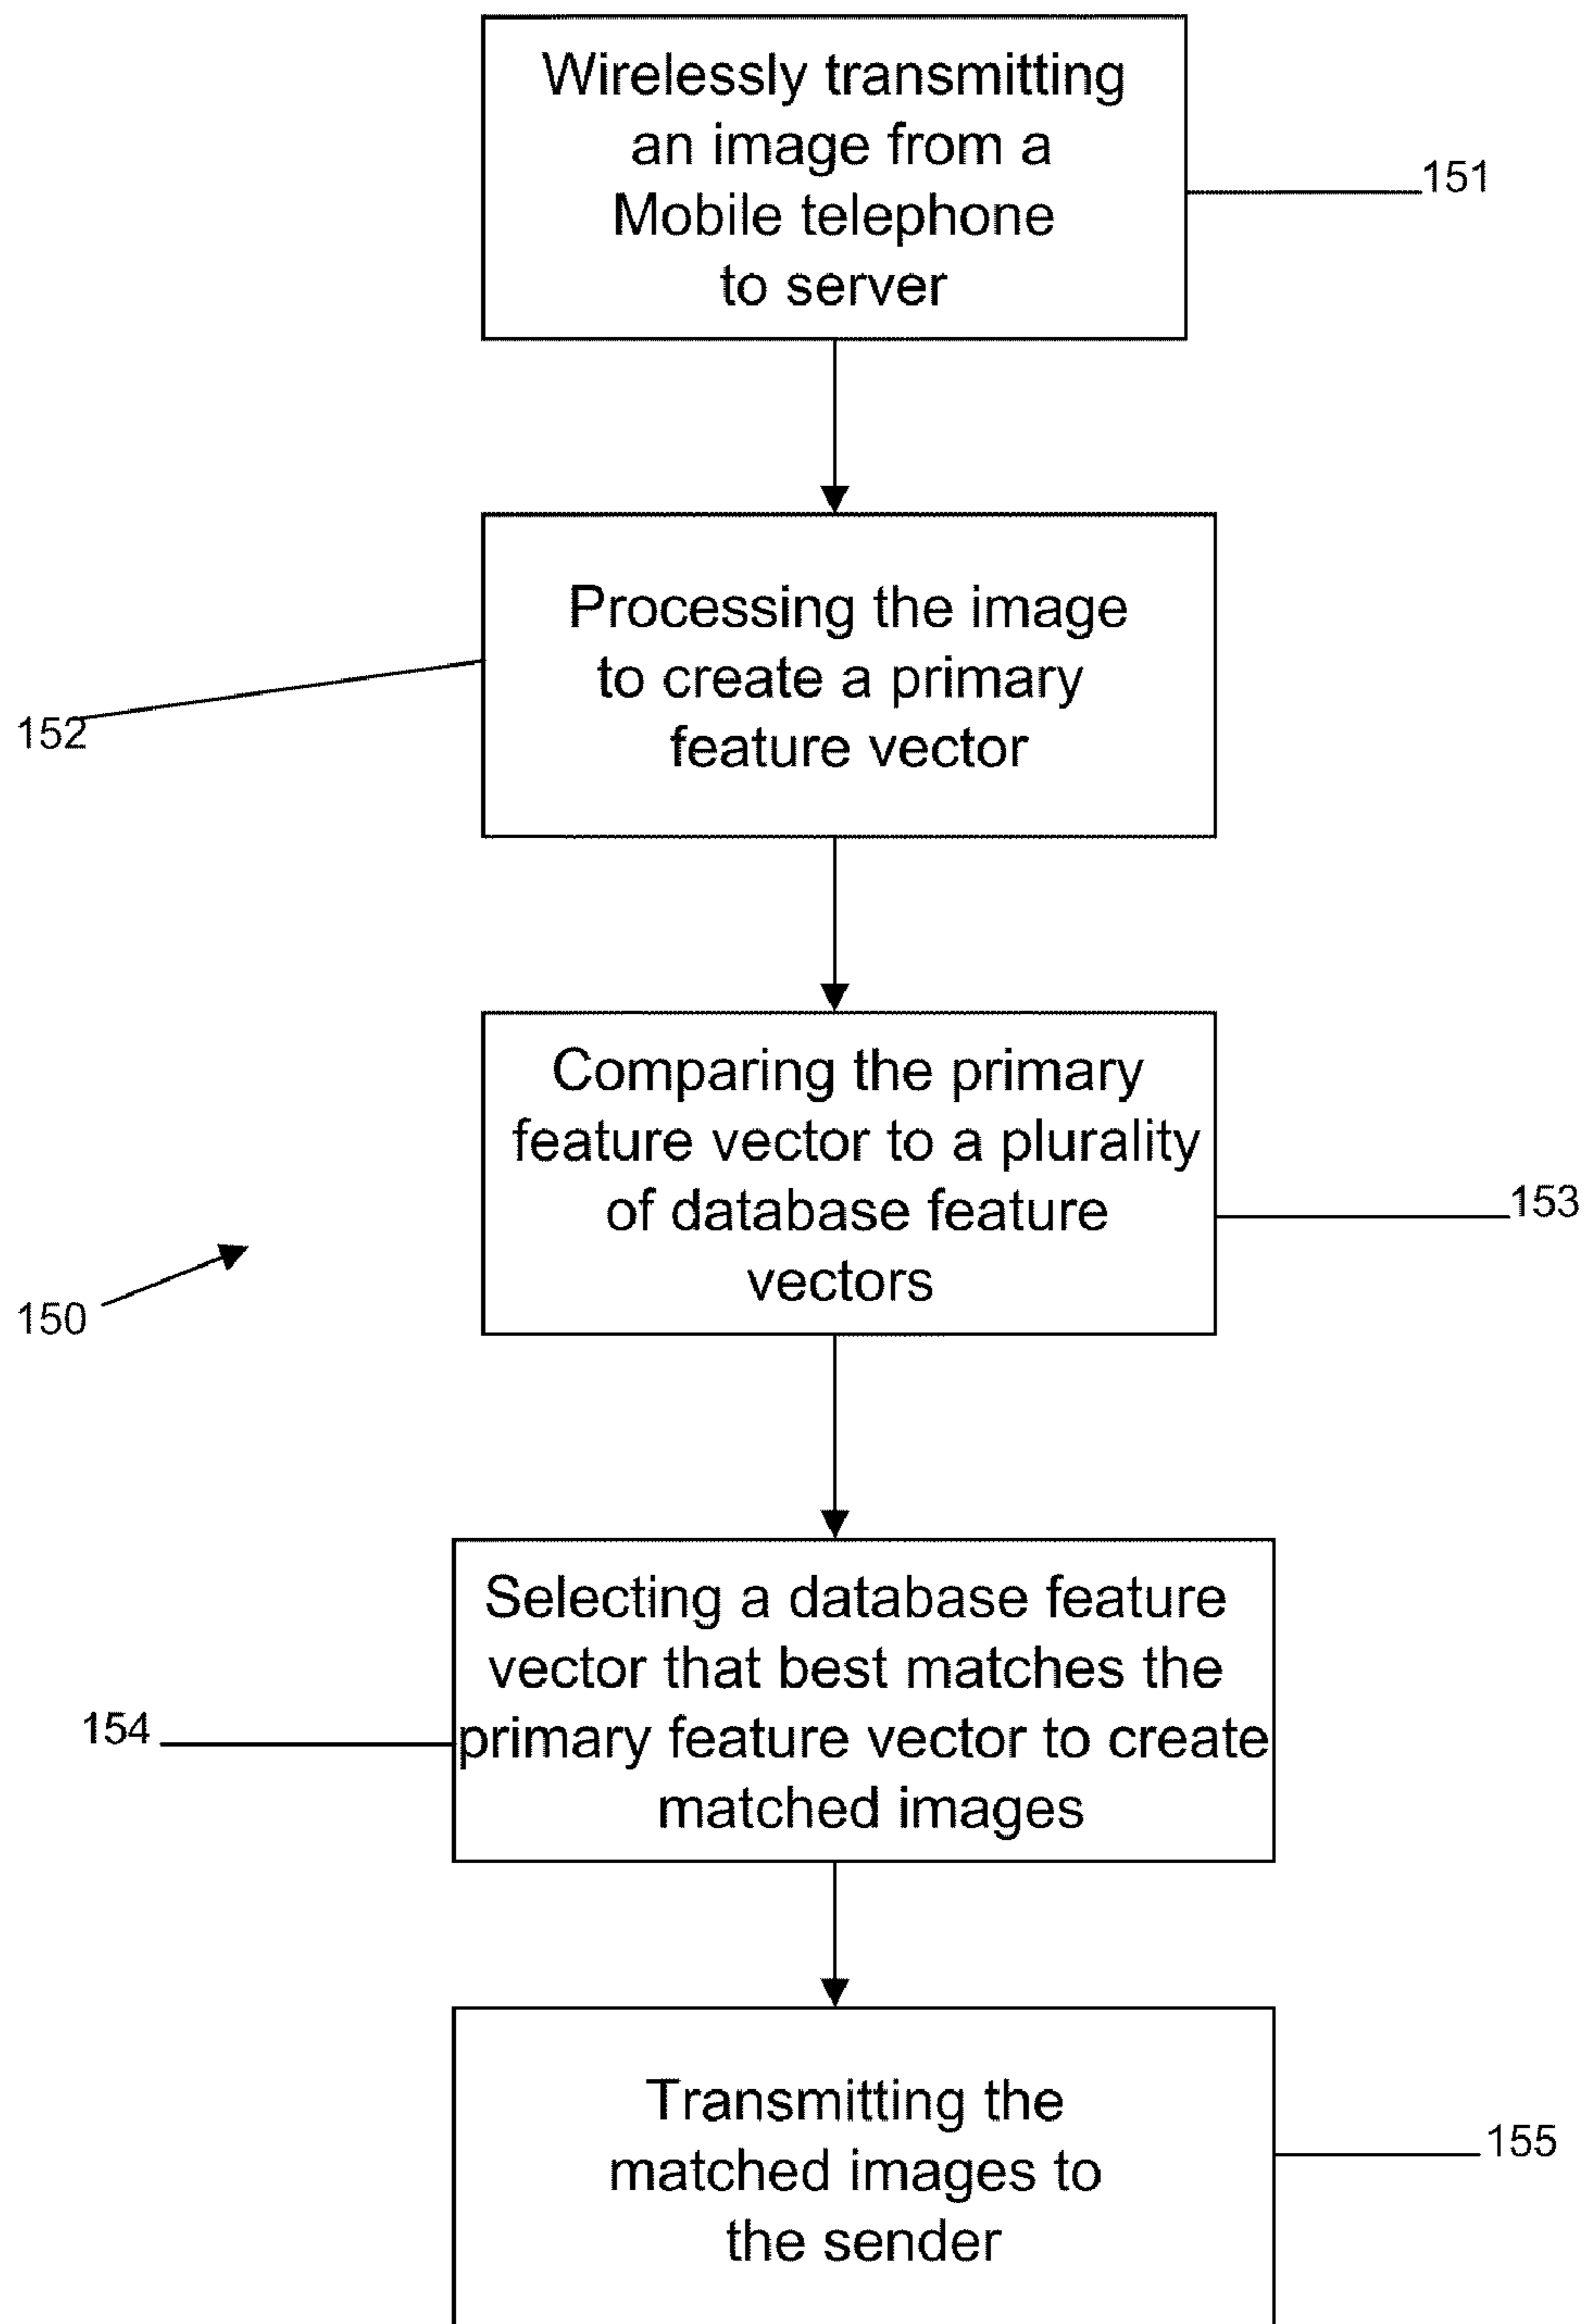 Wirelessly transmitting
an image from a
Mobile telephone
to server
151
Processing the image
to create a primary
feature vector
152
Comparing the primary
feature vector to a plurality
of database feature
vectors
153
150
Selecting a database feature
vector that best matches the
primary feature vector to create
matched images
154
Transmitting the
matched images to
the sender
155